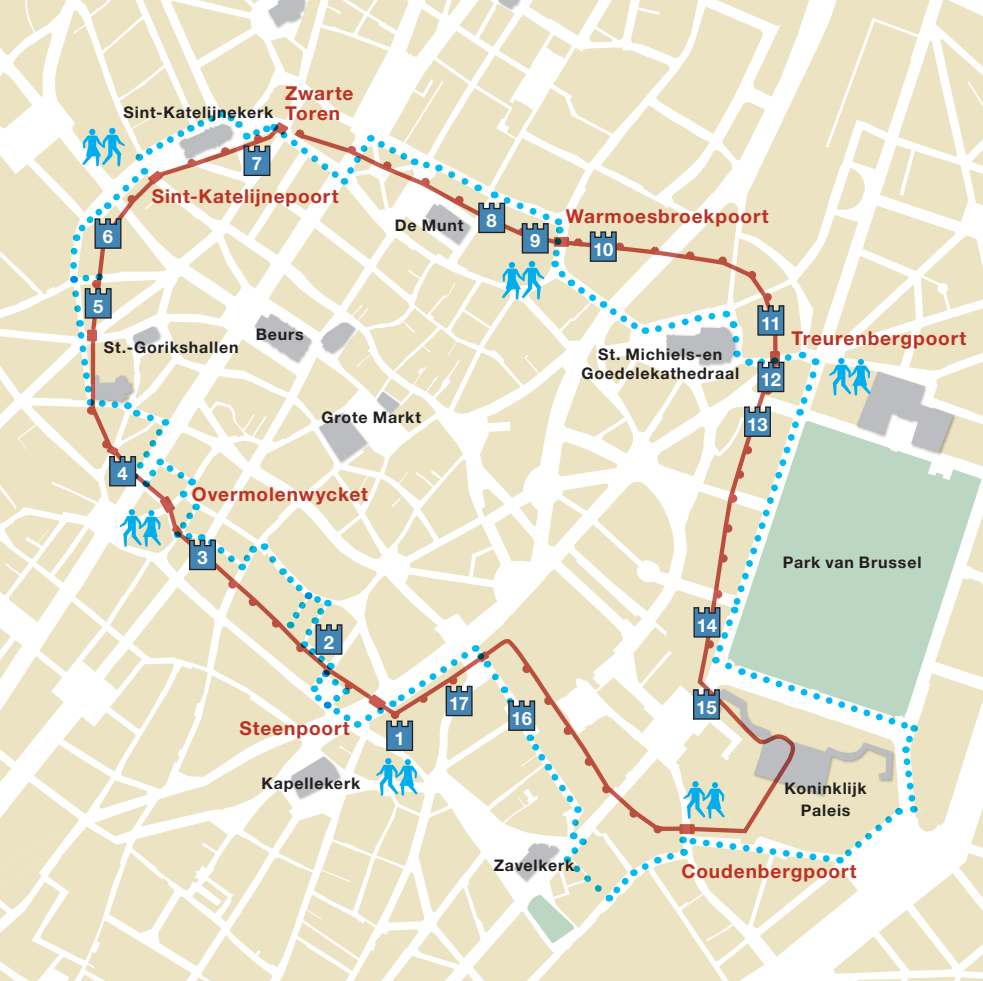 Zwarte
Toren
Sint-Katelijnekerk
7
Sint-Katelijnepoort
6
De Munt
8
Warmoesbroekpoort
9
10
5
11
St.-Gorikshallen
Beurs
Treurenbergpoort
St. Michiels-en
Goedelekathedraal
12
Grote Markt
13
4
Overmolenwycket
3
Park van Brussel
14
2
Steenpoort
17
15
16
1
Kapellekerk
Koninklijk
Paleis
Zavelkerk
Coudenbergpoort